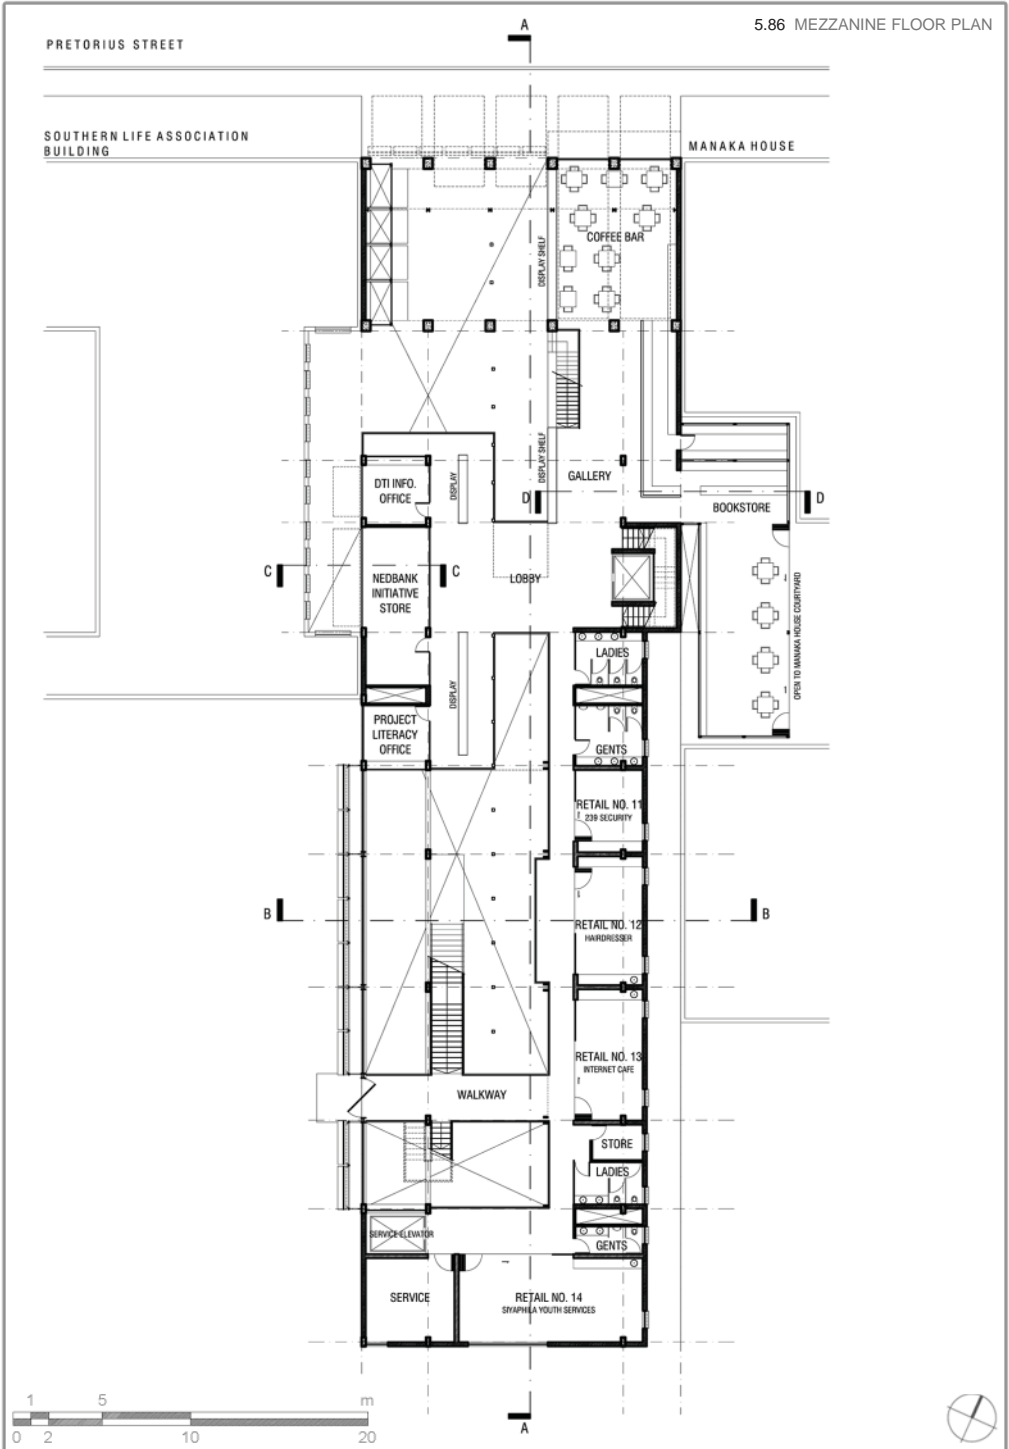 A
5.86 MEZZANINE FLOOR PLAN
PRETORIUS STREET
SOUTHERN LIFE ASSOCIATION
BUILDING
MANAKA HOUSE
COFFEE BAR
DISPLAY SHELF
DISPLAY SHELF
GALLERY
DTI INFO.
OFFICE
DISPLAY
D
D
BOOKSTORE
C
C
NEDBANK
INITIATIVE
STORE
LOBBY
OPEN TO MANAKA HOUSE COURTYARD
LADIES
DISPLAY
PROJECT
LITERACY
OFFICE
GENTS
RETAIL NO. 11
239 SECURITY
B
B
RETAIL NO. 12
HAIRDRESSER
RETAIL NO. 13
INTERNET CAFE
WALKWAY
STORE
LADIES
SERVICE ELEVATOR
GENTS
SERVICE
RETAIL NO. 14
SIYAPHILA YOUTH SERVICES
A
1 5 m
0 2 10 20